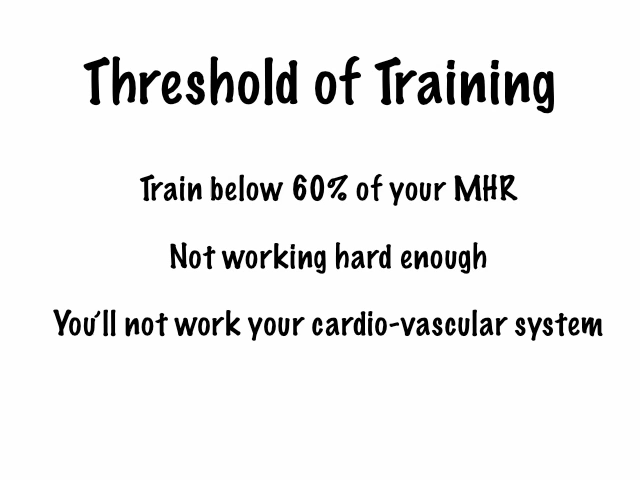 Threshold of Training
Train below 60% of your MHR
Not working hard enough
You'll not work your cardio-vascular system